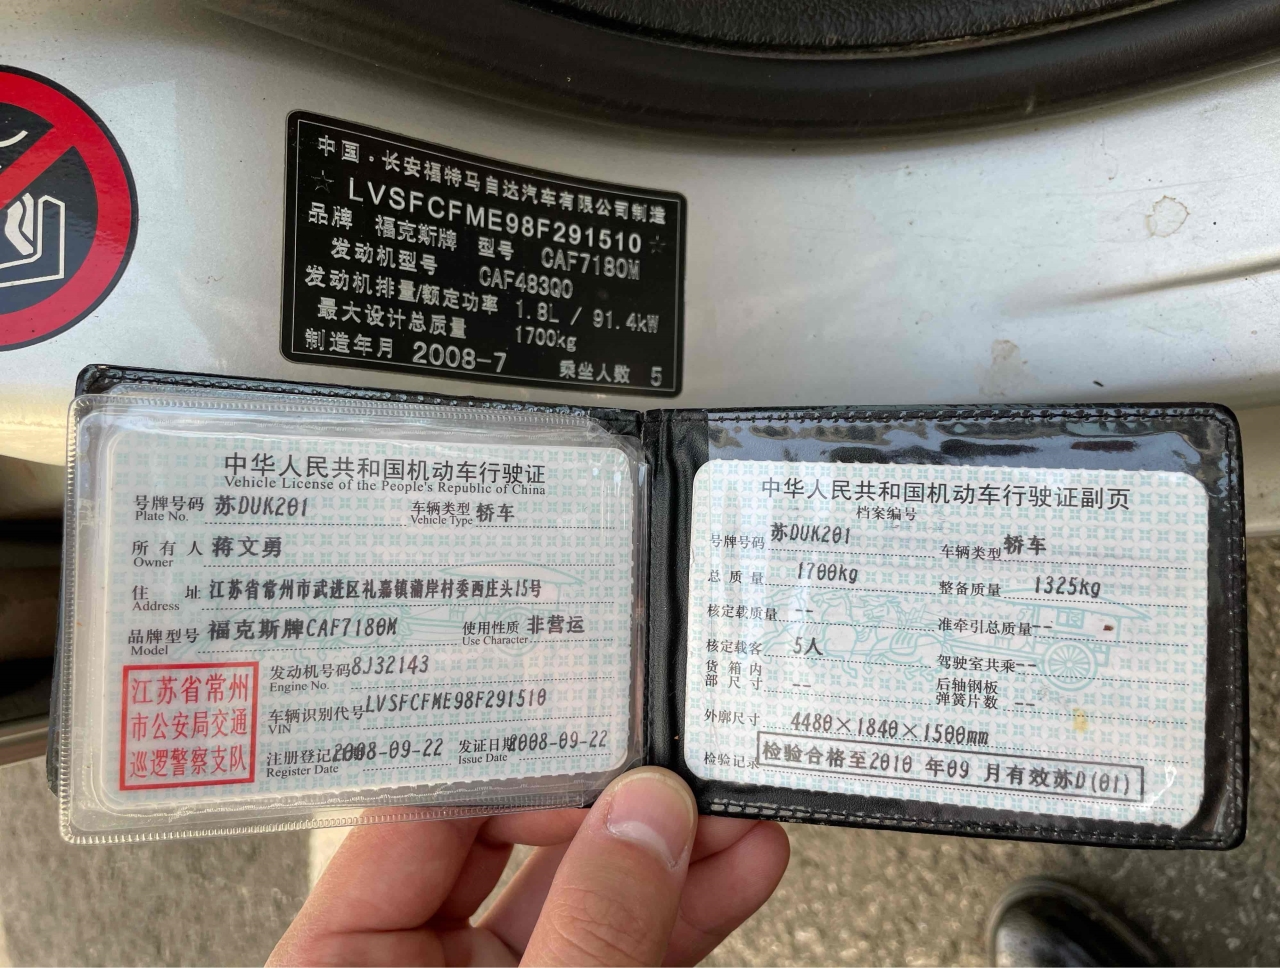 中国·长安福特马自达汽车有限公司制造
☆ LVSFCFME98F291510 ☆
品牌 福克斯牌 型号 CAF7180M
发动机型号 CAF483Q0
发动机排量/额定功率 1.8L / 91.4kW
最大设计总质量 1700kg
制造年月 2008-7 乘坐人数 5
中华人民共和国机动车行驶证
Vehicle License of the People's Republic of China
号牌号码 苏DUK201 车辆类型 轿车
Plate No. Vehicle Type
所有人 蒋文勇
Owner
住址 江苏省常州市武进区礼嘉镇蒲岸村委西庄头15号
Address
品牌型号 福克斯牌CAF7180M 使用性质 非营运
Model Use Character
江苏省常州
市公安局交通
巡逻警察支队
发动机号码 8J32143
Engine No.
车辆识别代号 LVSFCFME98F291510
VIN
注册登记 2008-09-22 发证日期 2008-09-22
Register Date Issue Date
中华人民共和国机动车行驶证副页
档案编号
号牌号码 苏DUK201 车辆类型 轿车
总质量 1700kg 整备质量 1325kg
核定载质量 -- 准牵引总质量 --
核定载客 5人 驾驶室共乘 --
货箱内部尺寸 -- 后轴钢板弹簧片数 --
外廓尺寸 4480×1840×1500mm
检验记录 检验合格至2010 年09 月有效苏D(01)